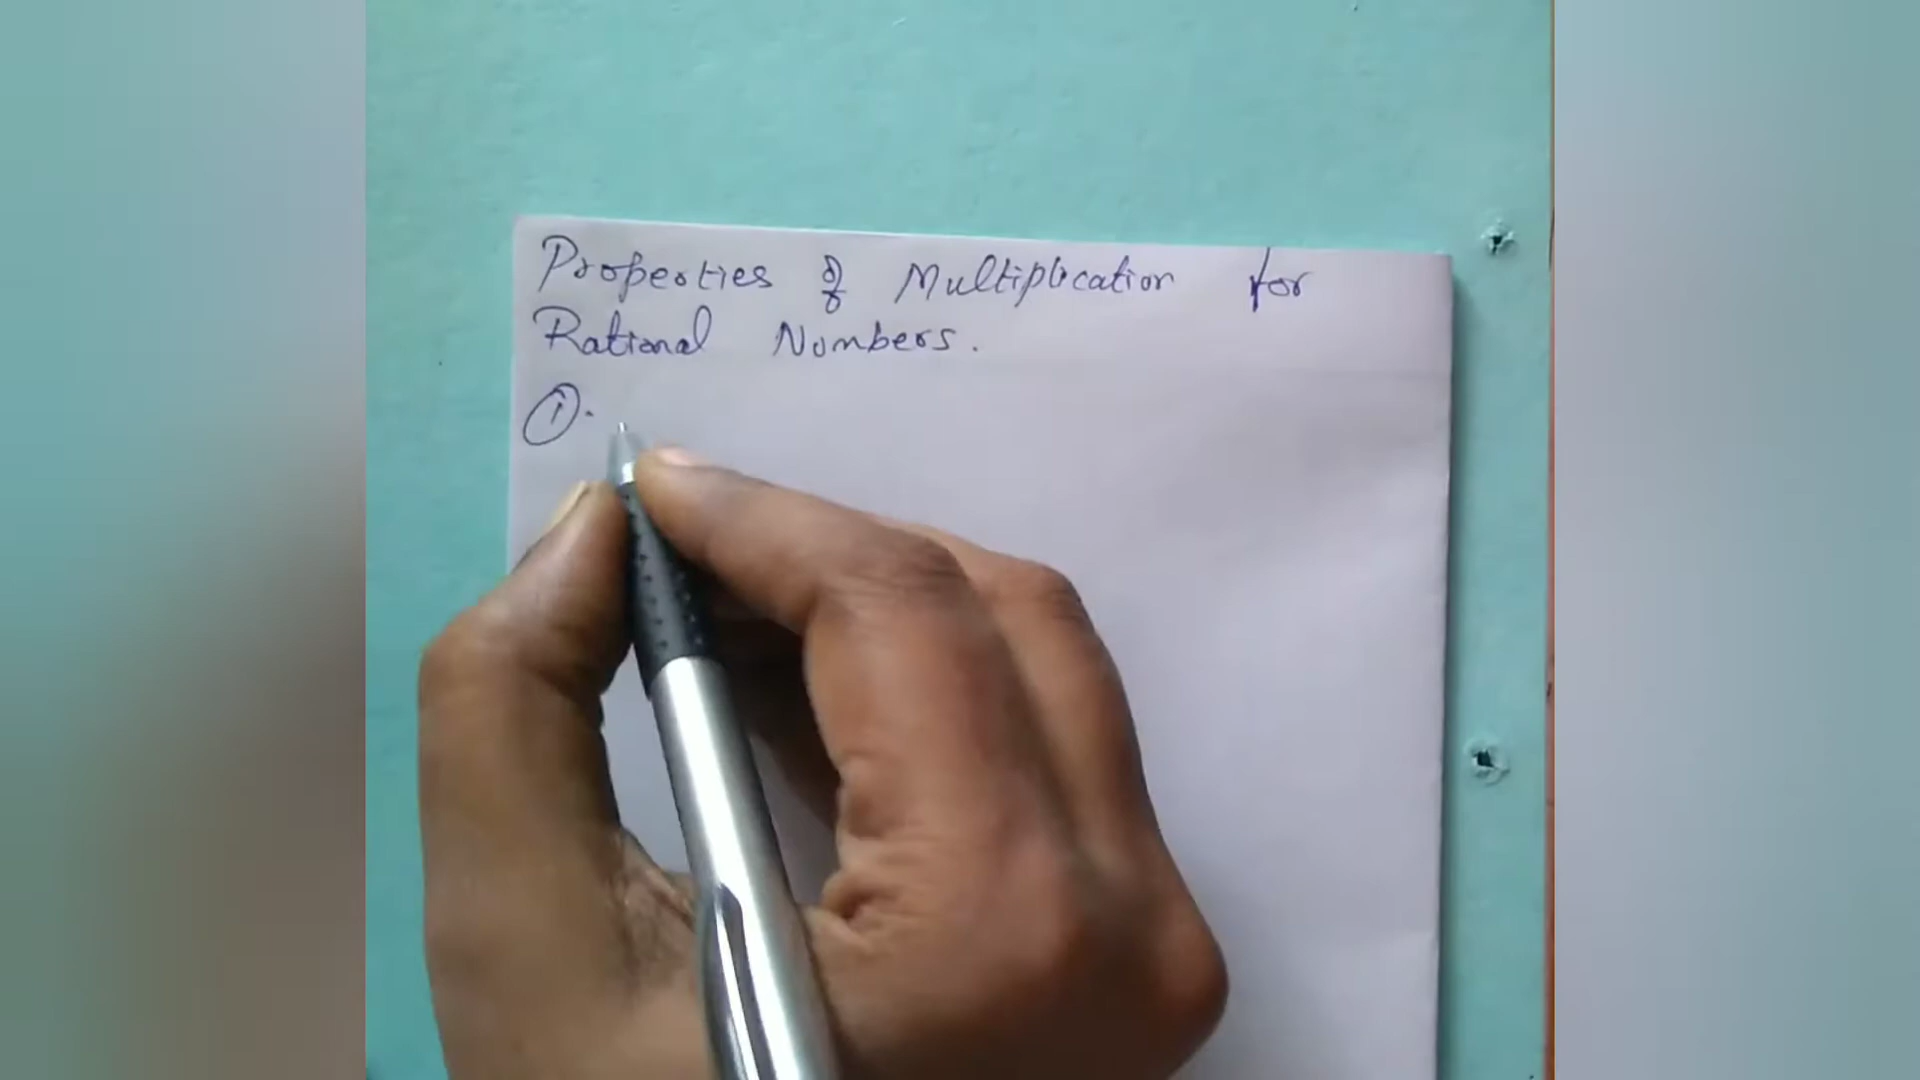 Properties of Multiplication for
Rational Numbers.
①.